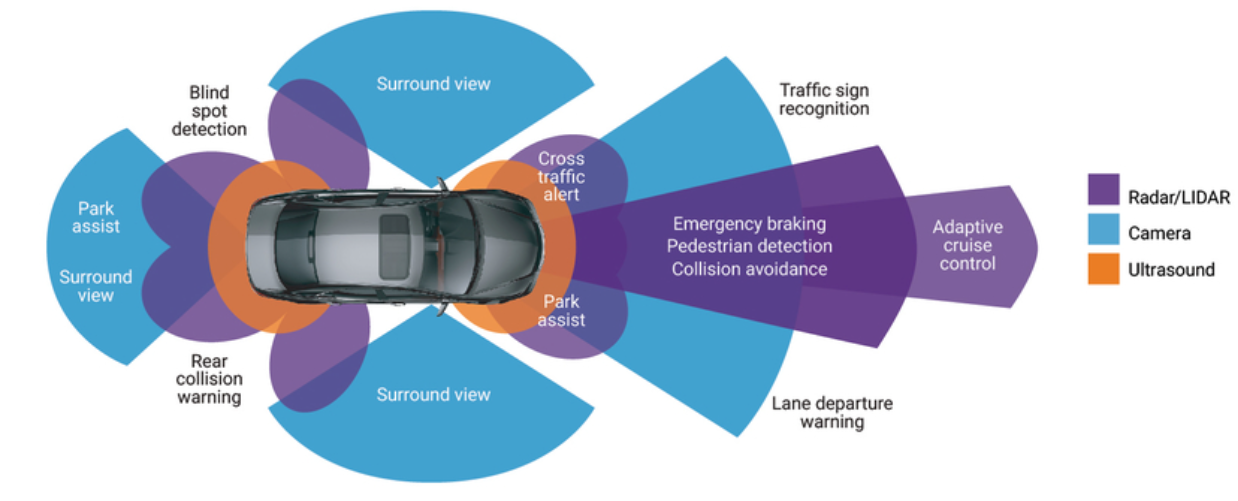 Surround view
Blind
spot
detection
Traffic sign
recognition
Cross
traffic
alert
Park
assist
Surround
view
Emergency braking
Pedestrian detection
Collision avoidance
Adaptive
cruise
control
Radar/LIDAR
Camera
Ultrasound
Park
assist
Rear
collision
warning
Surround view
Lane departure
warning